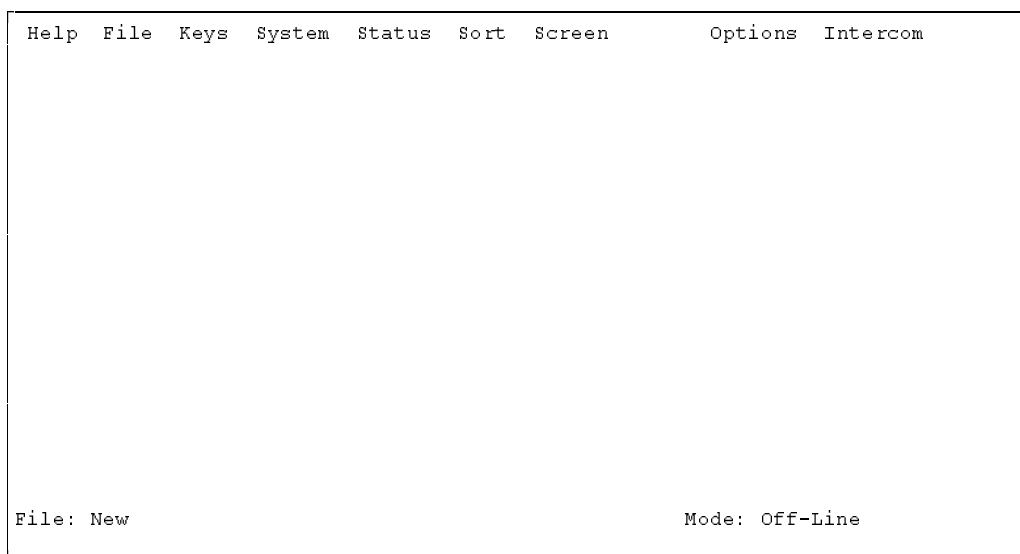 Help File Keys System Status Sort Screen Options Intercom
File: New Mode: Off-Line